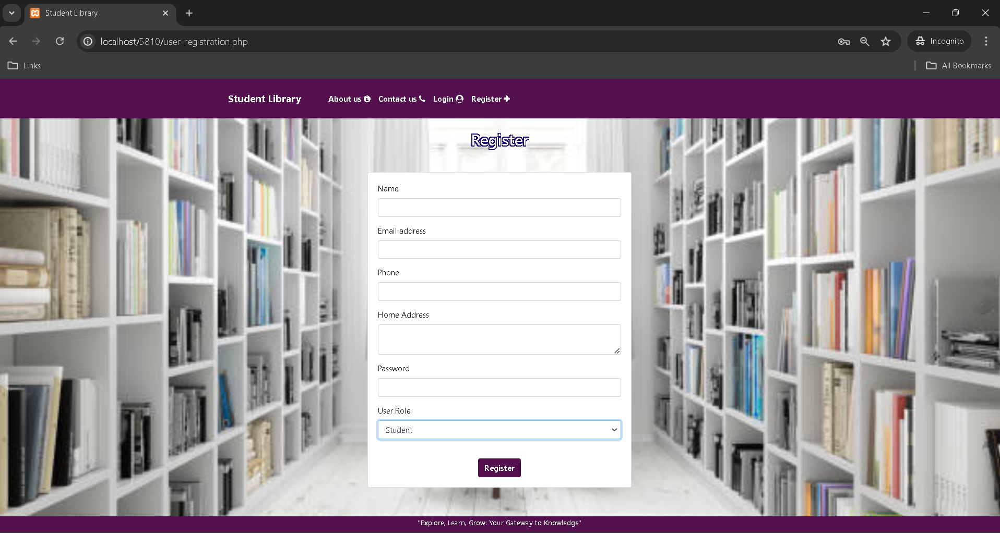 Student Library
localhost/5810/user-registration.php
Incognito
Links
All Bookmarks
Student Library About us Contact us Login Register
Register
Name
Email address
Phone
Home Address
Password
User Role
Student
Register
"Explore, Learn, Grow: Your Gateway to Knowledge"